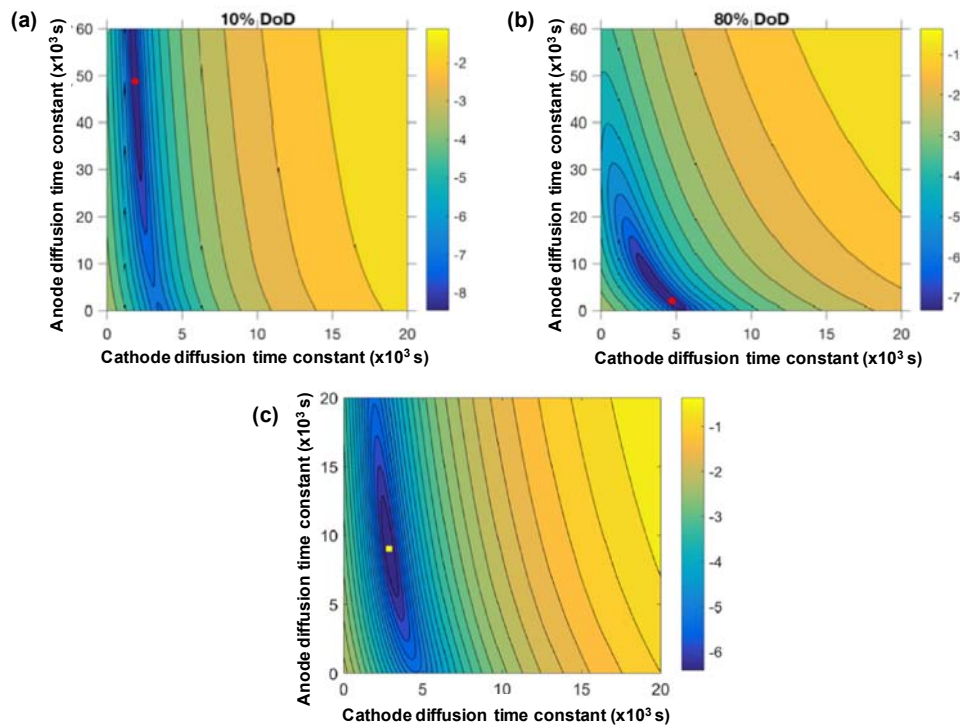 (a)
10% DoD
Anode diffusion time constant (x10³ s)
60
50
40
30
20
10
0
0 5 10 15 20
Cathode diffusion time constant (x10³ s)
-2
-3
-4
-5
-6
-7
-8
(b)
80% DoD
Anode diffusion time constant (x10³ s)
60
50
40
30
20
10
0
0 5 10 15 20
Cathode diffusion time constant (x10³ s)
-1
-2
-3
-4
-5
-6
-7
(c)
Anode diffusion time constant (x10³ s)
20
15
10
5
0
0 5 10 15 20
Cathode diffusion time constant (x10³ s)
-1
-2
-3
-4
-5
-6